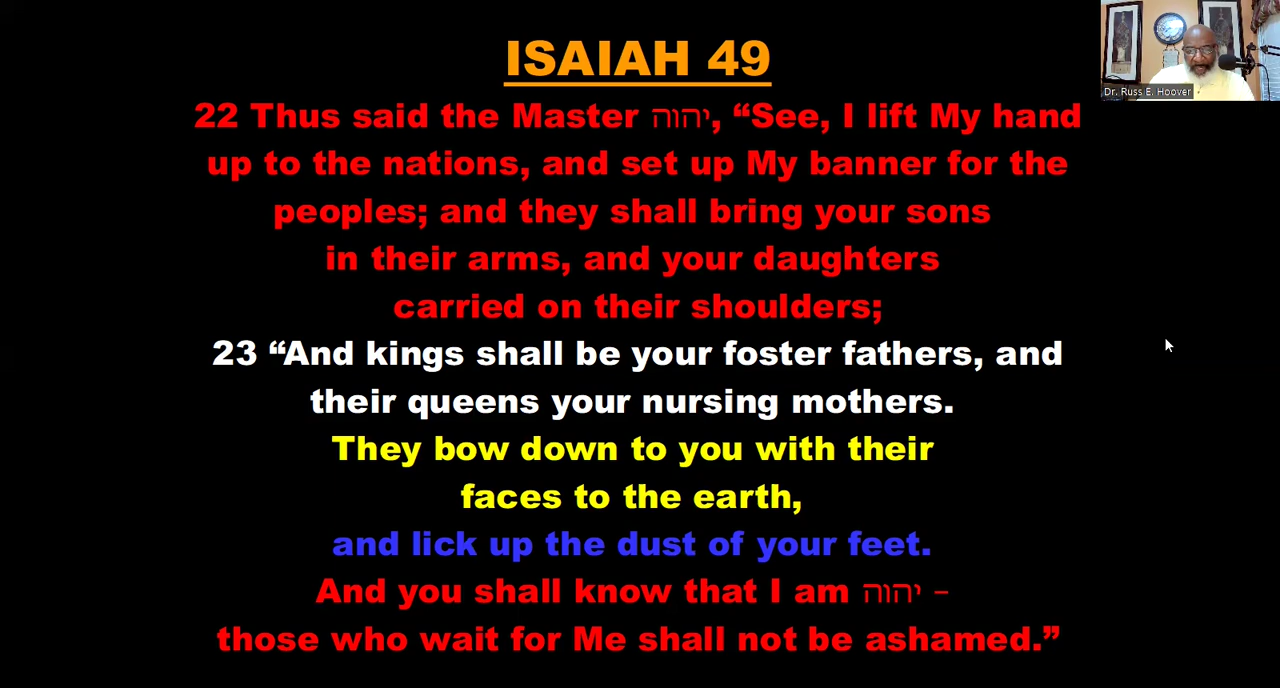 ISAIAH 49
Dr. Russ E. Hoover
22 Thus said the Master יהוה, “See, I lift My hand
up to the nations, and set up My banner for the
peoples; and they shall bring your sons
in their arms, and your daughters
carried on their shoulders;
23 “And kings shall be your foster fathers, and
their queens your nursing mothers.
They bow down to you with their
faces to the earth,
and lick up the dust of your feet.
And you shall know that I am יהוה –
those who wait for Me shall not be ashamed.”